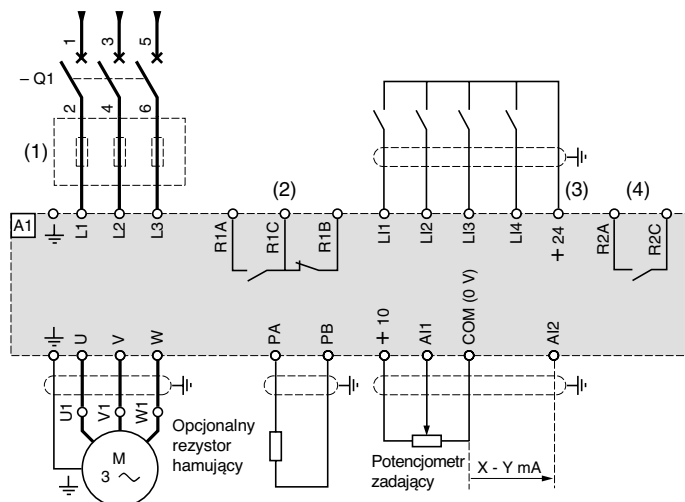 1 3 5
– Q1
2 4 6
(1) (2) (3) (4)
A1
L1 L2 L3 R1A R1C R1B LI1 LI2 LI3 LI4 + 24 R2A R2C
U V W PA PB + 10 AI1 COM (0 V) AI2
U1 V1 W1
M
3
Opcjonalny
rezystor
hamujący
Potencjometr
zadający
X - Y mA